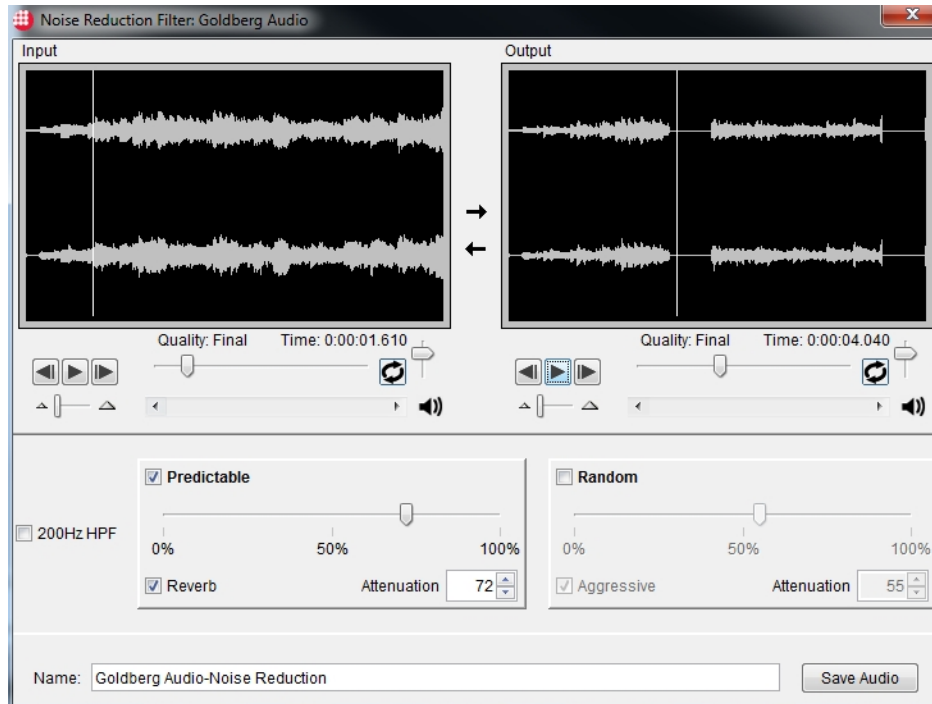 Noise Reduction Filter: Goldberg Audio
Input
Output
Quality: Final Time: 0:00:01.610
Quality: Final Time: 0:00:04.040
200Hz HPF
Predictable
0% 50% 100%
Reverb Attenuation 72
Random
0% 50% 100%
Aggressive Attenuation 55
Name: Goldberg Audio-Noise Reduction Save Audio